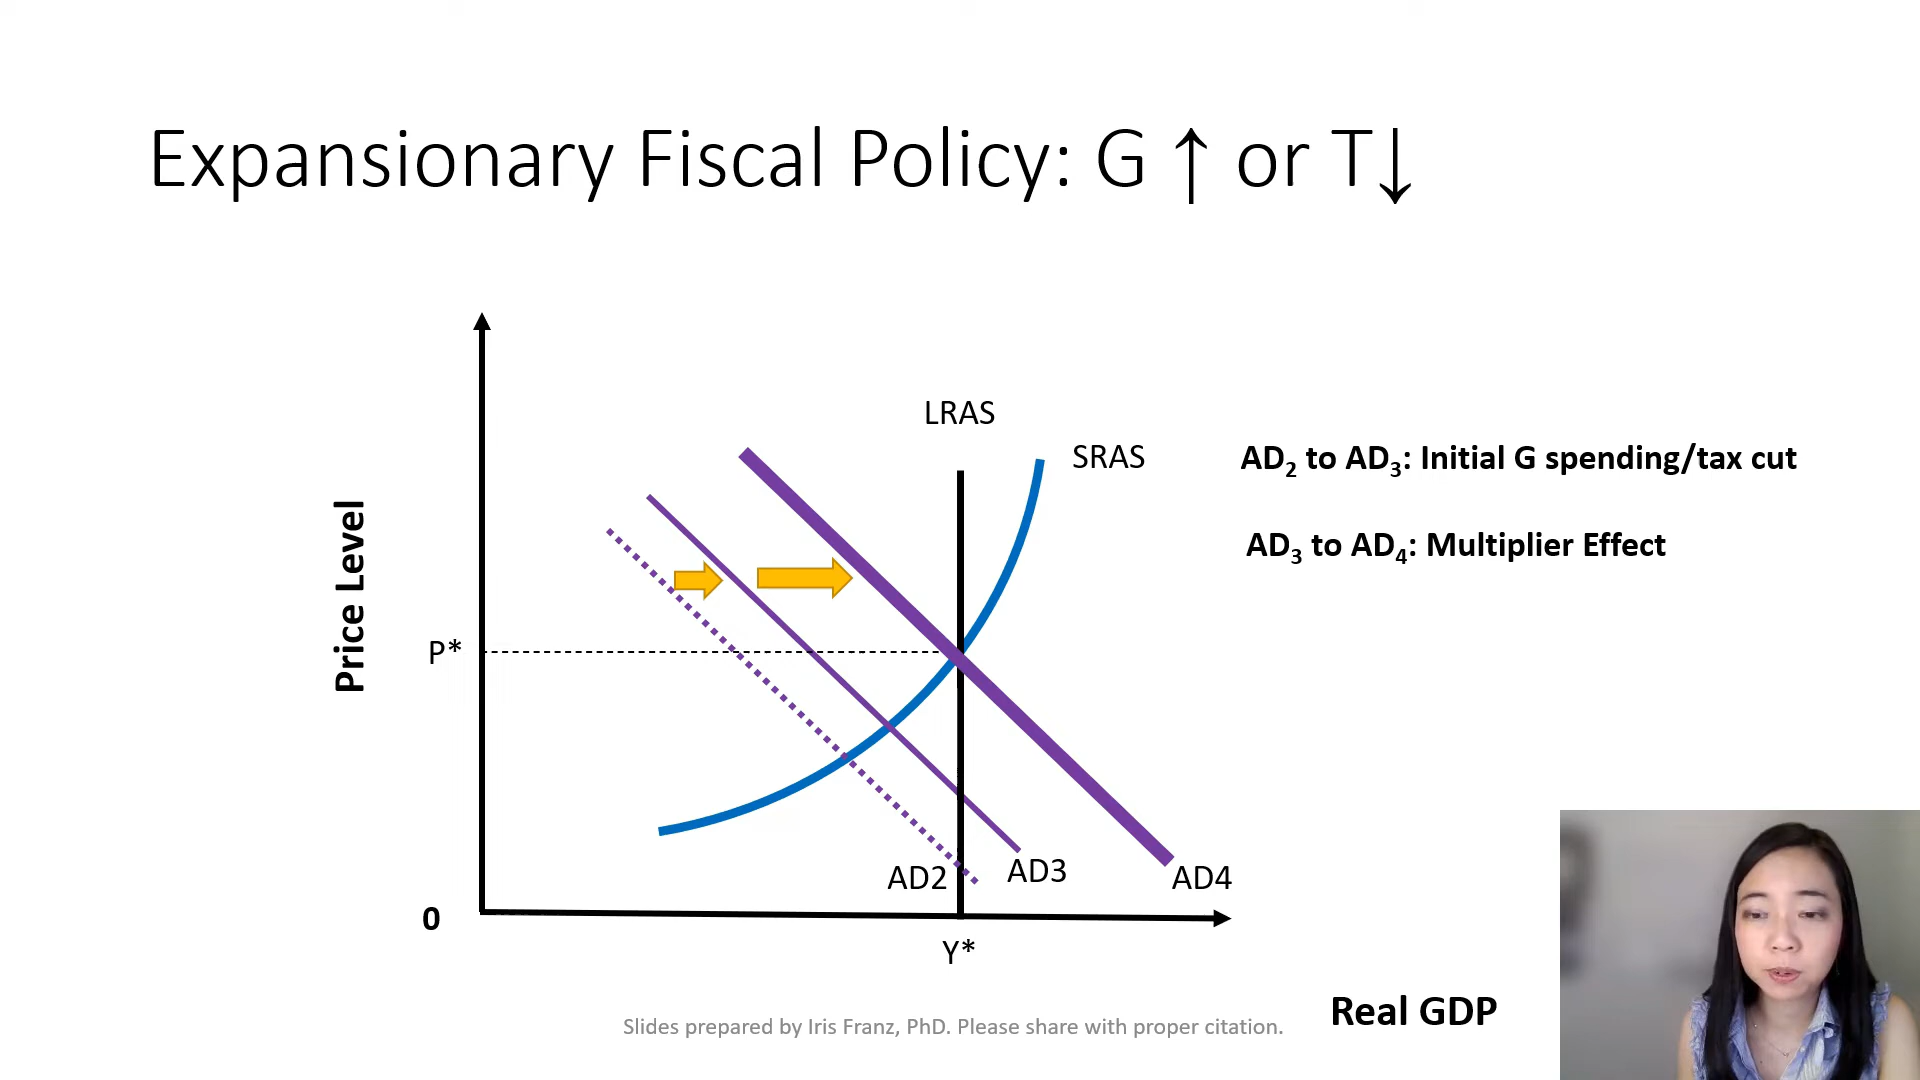 Expansionary Fiscal Policy: G ↑ or T↓
LRAS
SRAS
AD2 to AD3: Initial G spending/tax cut
AD3 to AD4: Multiplier Effect
Price Level
P*
AD2
AD3
AD4
0
Y*
Real GDP
Slides prepared by Iris Franz, PhD. Please share with proper citation.